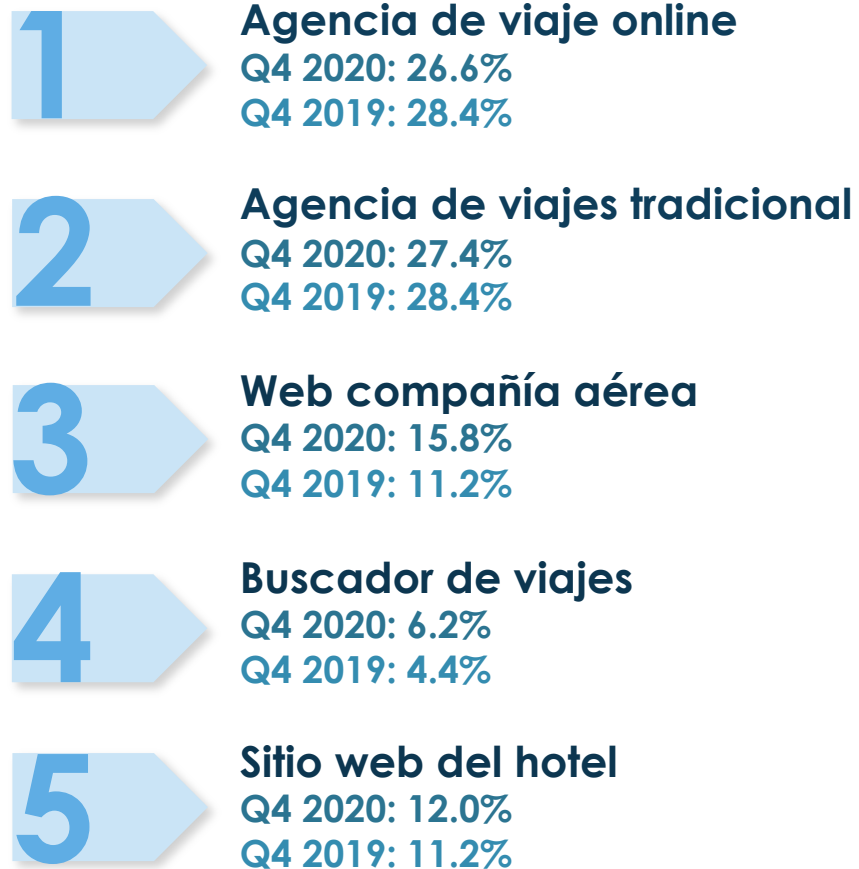 1
Agencia de viaje online
Q4 2020: 26.6%
Q4 2019: 28.4%
2
Agencia de viajes tradicional
Q4 2020: 27.4%
Q4 2019: 28.4%
3
Web compañía aérea
Q4 2020: 15.8%
Q4 2019: 11.2%
4
Buscador de viajes
Q4 2020: 6.2%
Q4 2019: 4.4%
5
Sitio web del hotel
Q4 2020: 12.0%
Q4 2019: 11.2%